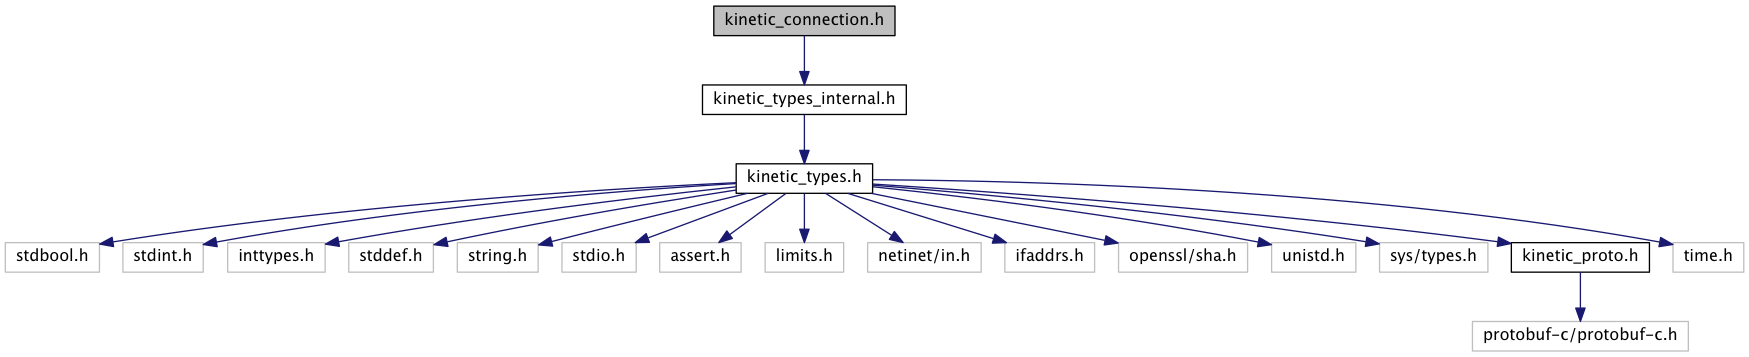 kinetic_connection.h
kinetic_types_internal.h
kinetic_types.h
stdbool.h
stdint.h
inttypes.h
stddef.h
string.h
stdio.h
assert.h
limits.h
netinet/in.h
ifaddrs.h
openssl/sha.h
unistd.h
sys/types.h
kinetic_proto.h
time.h
protobuf-c/protobuf-c.h